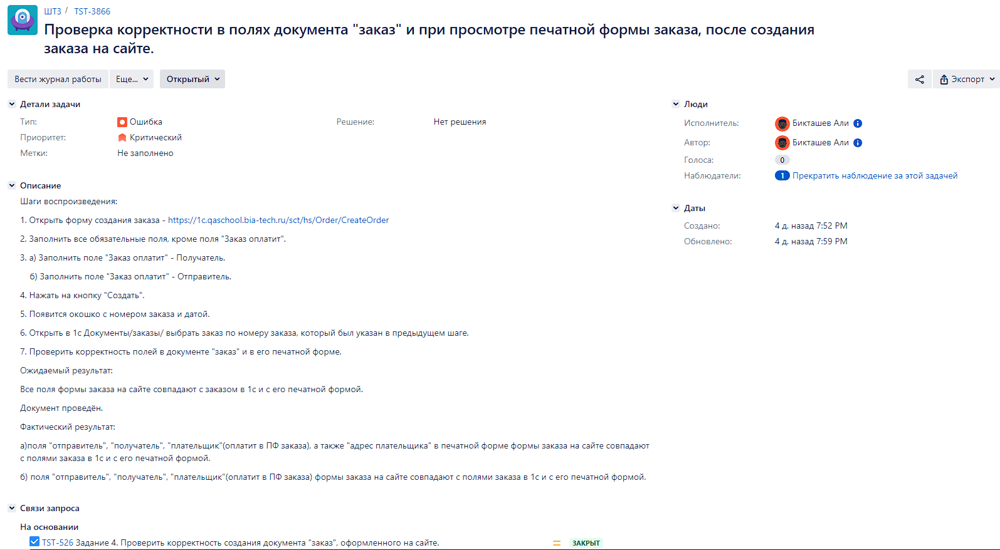 ШТ3 / TST-3866
Проверка корректности в полях документа "заказ" и при просмотре печатной формы заказа, после создания
заказа на сайте.
Вести журнал работы Еще... Открытый Экспорт
Детали задачи
Тип: Ошибка Решение: Нет решения
Приоритет: Критический
Метки: Не заполнено
Описание
Шаги воспроизведения:
1. Открыть форму создания заказа - https://1c.qaschool.bia-tech.ru/sct/hs/Order/CreateOrder
2. Заполнить все обязательные поля, кроме поля "Заказ оплатит".
3. а) Заполнить поле "Заказ оплатит" - Получатель.
б) Заполнить поле "Заказ оплатит" - Отправитель.
4. Нажать на кнопку "Создать".
5. Появится окошко с номером заказа и датой.
6. Открыть в 1с Документы/заказы/ выбрать заказ по номеру заказа, который был указан в предыдущем шаге.
7. Проверить корректность полей в документе "заказ" и в его печатной форме.
Ожидаемый результат:
Все поля формы заказа на сайте совпадают с заказом в 1с и с его печатной формой.
Документ проведён.
Фактический результат:
а)поля "отправитель", "получатель", "плательщик"(оплатит в ПФ заказа), а также "адрес плательщика" в печатной форме формы заказа на сайте совпадают
с полями заказа в 1с и с его печатной формой.
б) поля "отправитель", "получатель", "плательщик"(оплатит в ПФ заказа) формы заказа на сайте совпадают с полями заказа в 1с и с его печатной формой.
Связи запроса
На основании
TST-526 Задание 4. Проверить корректность создания документа "заказ", оформленного на сайте. ЗАКРЫТ
Люди
Исполнитель: Бикташев Али
Автор: Бикташев Али
Голоса: 0
Наблюдатели: 1 Прекратить наблюдение за этой задачей
Даты
Создано: 4 д. назад 7:52 PM
Обновлено: 4 д. назад 7:59 PM